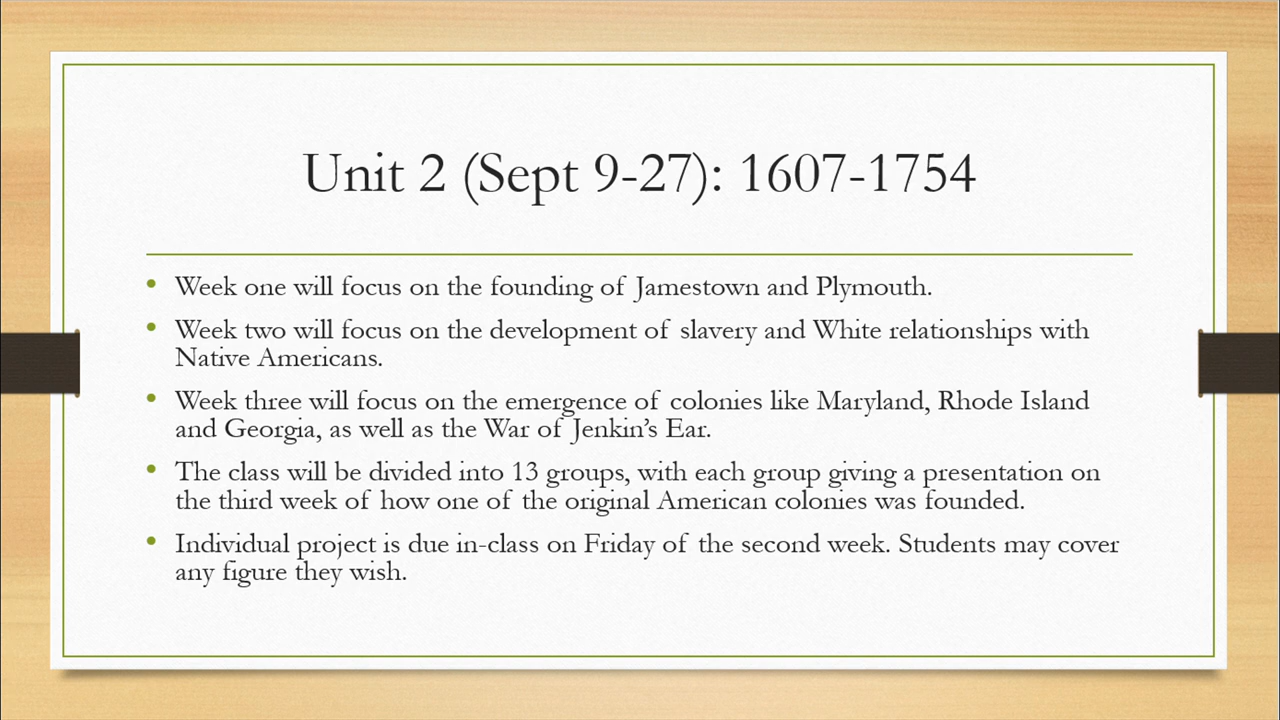 Unit 2 (Sept 9-27): 1607-1754
• Week one will focus on the founding of Jamestown and Plymouth.
• Week two will focus on the development of slavery and White relationships with
Native Americans.
• Week three will focus on the emergence of colonies like Maryland, Rhode Island
and Georgia, as well as the War of Jenkin’s Ear.
• The class will be divided into 13 groups, with each group giving a presentation on
the third week of how one of the original American colonies was founded.
• Individual project is due in-class on Friday of the second week. Students may cover
any figure they wish.